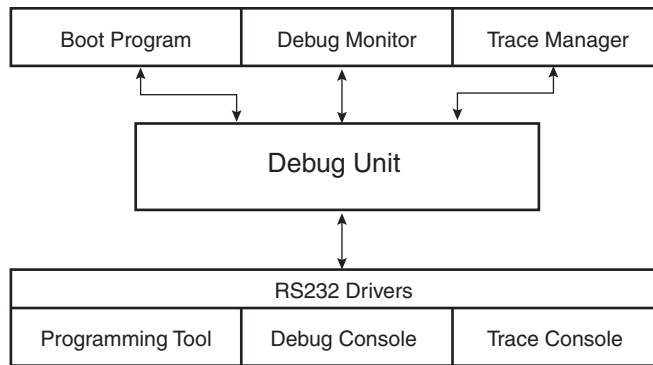 Boot Program
Debug Monitor
Trace Manager
Debug Unit
RS232 Drivers
Programming Tool
Debug Console
Trace Console